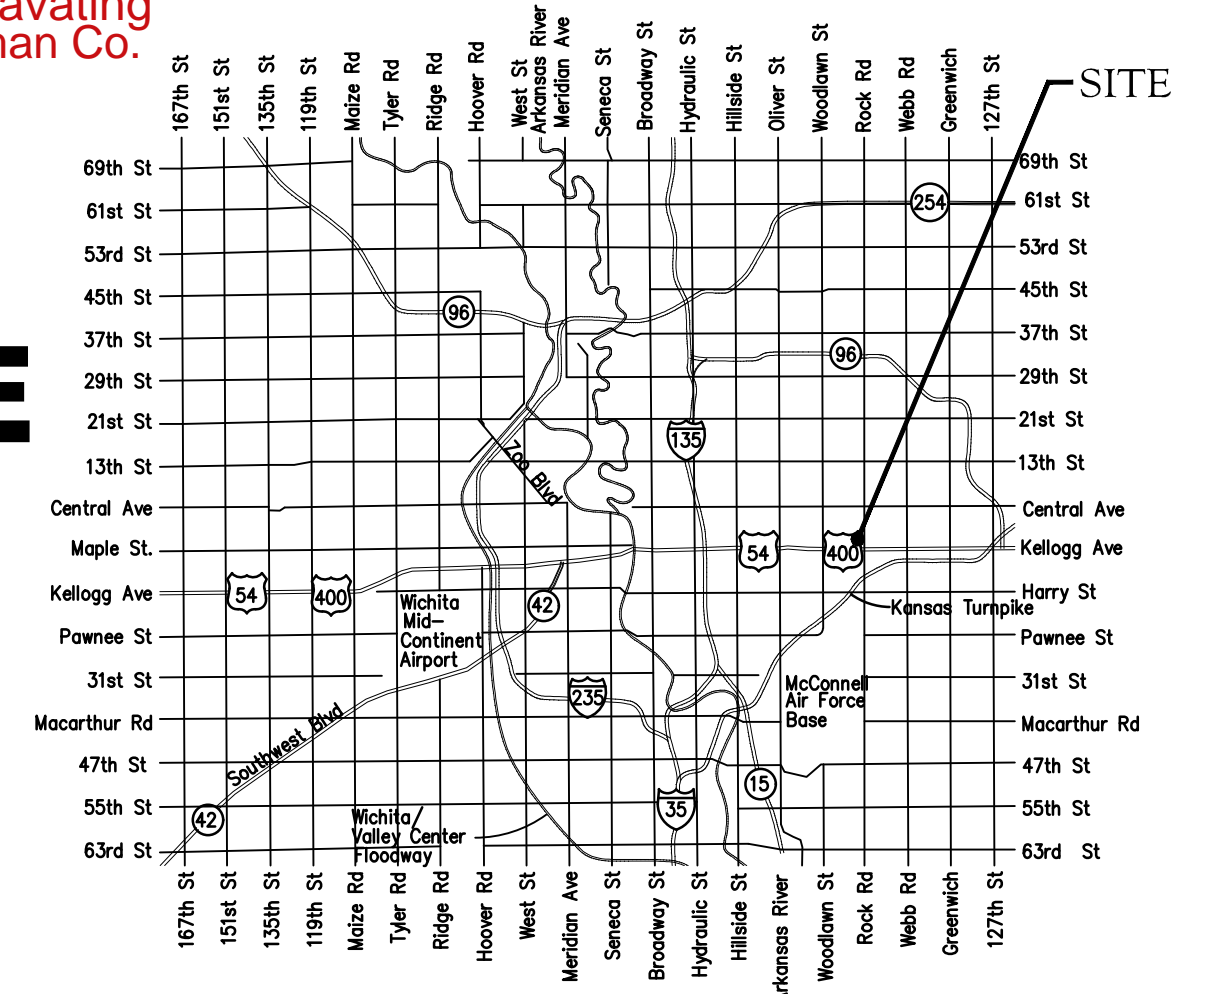 avating
nan Co.
167th St
151st St
135th St
119th St
Maize Rd
Tyler Rd
Ridge Rd
Hoover Rd
West St
Arkansas River
Meridian Ave
Seneca St
Broadway St
Hydraulic St
Hillside St
Oliver St
Woodlawn St
Rock Rd
Webb Rd
Greenwich
127th St
SITE
69th St
61st St
53rd St
45th St
37th St
29th St
21st St
13th St
Central Ave
Maple St.
Kellogg Ave
Pawnee St
31st St
Macarthur Rd
47th St
55th St
63rd St
69th St
61st St
53rd St
45th St
37th St
29th St
21st St
13th St
Central Ave
Kellogg Ave
Harry St
Pawnee St
31st St
Macarthur Rd
47th St
55th St
63rd St
254
96
96
135
Zoo Blvd
54
400
54
400
42
Kansas Turnpike
Wichita
Mid-
Continent
Airport
235
McConnell
Air Force
Base
Southwest Blvd
42
15
35
Wichita/
Valley Center
Floodway
167th St
151st St
135th St
119th St
Maize Rd
Tyler Rd
Ridge Rd
Hoover Rd
West St
Meridian Ave
Seneca St
Broadway St
Hydraulic St
Hillside St
rkansas River
Woodlawn St
Rock Rd
Webb Rd
Greenwich
127th St